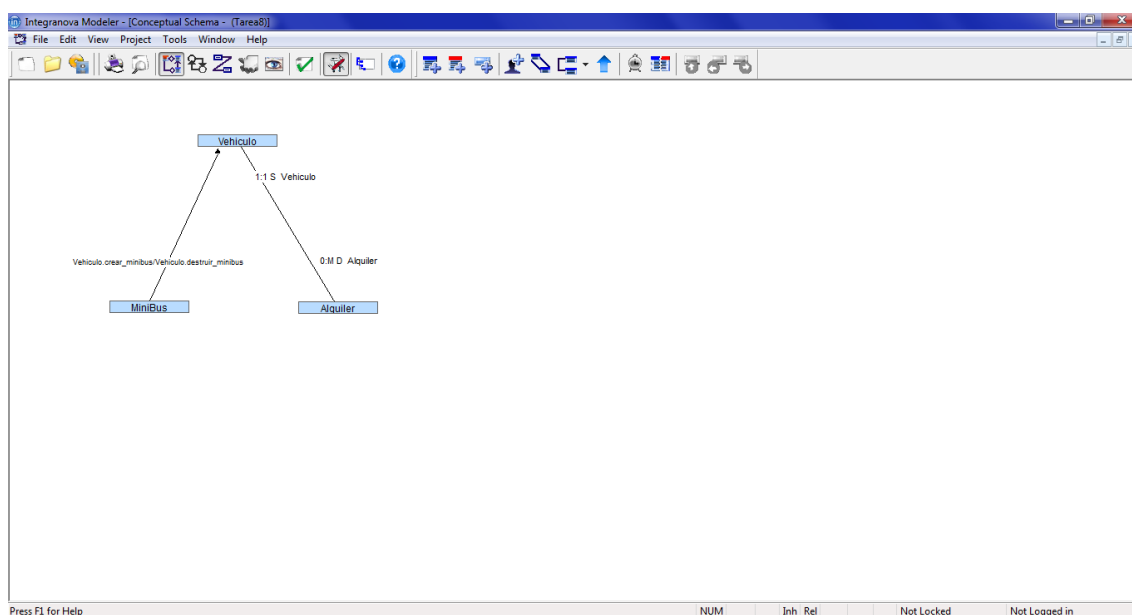 Integranova Modeler - [Conceptual Schema - (Tarea8)]
File Edit View Project Tools Window Help
Vehiculo
1:1 S Vehiculo
Vehiculo.crear_minibus/Vehiculo.destruir_minibus
0:M D Alquiler
MiniBus
Alquiler
Press F1 for Help NUM Inh Rel Not Locked Not Logged in